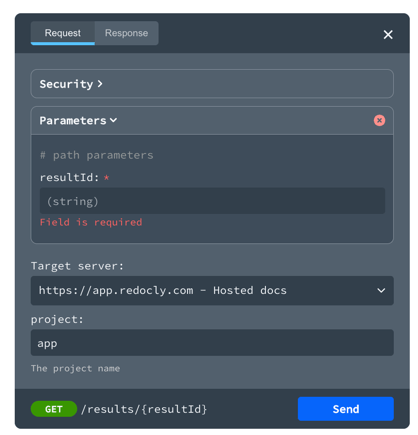 Request Response
Security
Parameters
# path parameters
resultId: *
(string)
Field is required
Target server:
https://app.redocly.com – Hosted docs
project:
app
The project name
GET /results/{resultId} Send